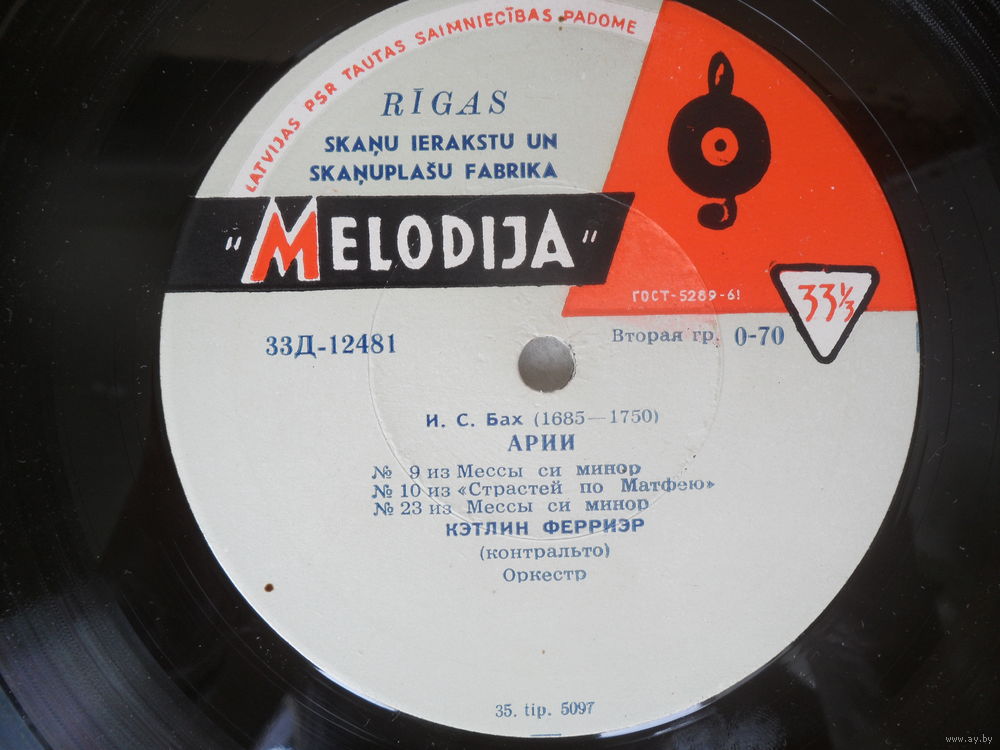 LATVIJAS PSR TAUTAS SAIMNIECĪBAS PADOME
RĪGAS
SKAŅU IERAKSTU UN
SKAŅUPLAŠU FABRIKA
"MELODIJA"
ГОСТ-5289-61
33⅓
33Д-12481
Вторая гр. 0-70
И. С. Бах (1685—1750)
АРИИ
№ 9 из Мессы си минор
№ 10 из «Страстей по Матфею»
№ 23 из Мессы си минор
КЭТЛИН ФЕРРИЭР
(контральто)
Оркестр
35. tip. 5097
www.ay.by